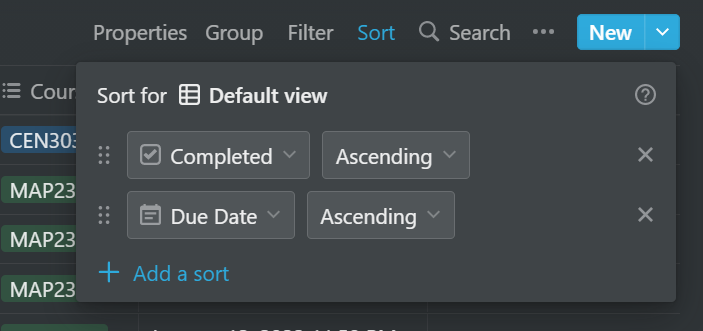 Properties Group Filter Sort Search ••• New
Cour
Sort for Default view
CEN303
Completed Ascending
MAP23
MAP23
Due Date Ascending
MAP23
+ Add a sort